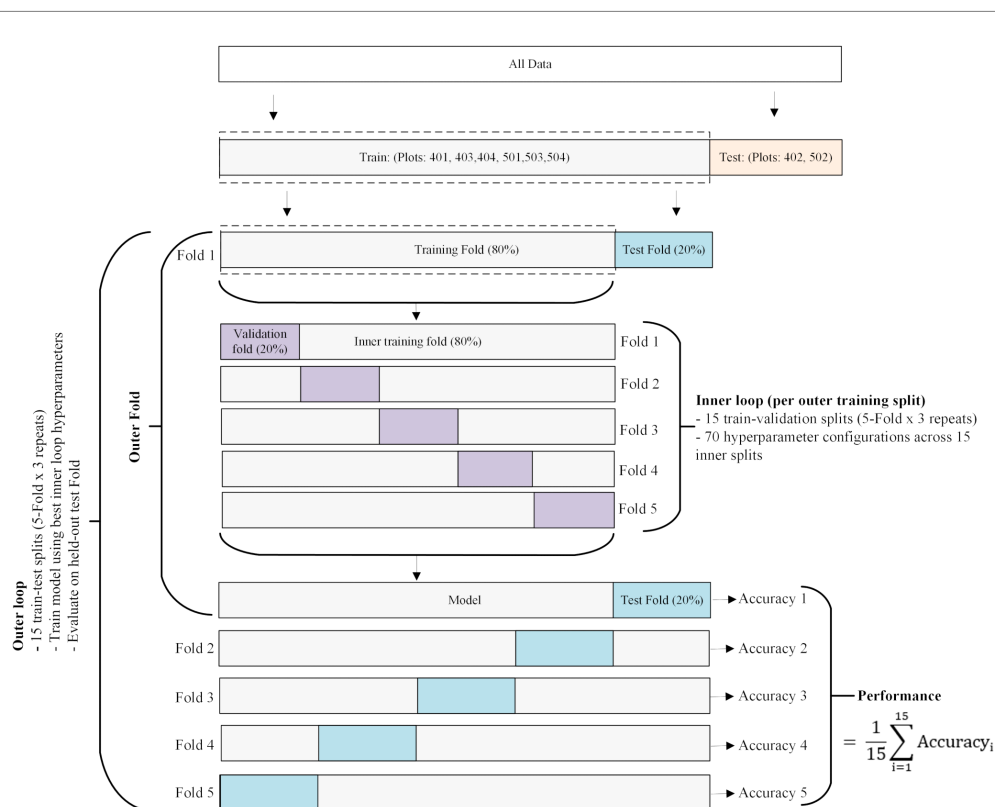 All Data
Train: (Plots: 401, 403,404, 501,503,504)
Test: (Plots: 402, 502)
Fold 1
Training Fold (80%)
Test Fold (20%)
Validation
fold (20%)
Inner training fold (80%)
Fold 1
Fold 2
Fold 3
Fold 4
Fold 5
Inner loop (per outer training split)
- 15 train-validation splits (5-Fold x 3 repeats)
- 70 hyperparameter configurations across 15
inner splits
Outer Fold
Outer loop
- 15 train-test splits (5-Fold x 3 repeats)
- Train model using best inner loop hyperparameters
- Evaluate on held-out test Fold
Model
Test Fold (20%)
Accuracy 1
Fold 2
Accuracy 2
Fold 3
Accuracy 3
Fold 4
Accuracy 4
Fold 5
Accuracy 5
Performance
= 1/15 ∑ i=1 15 Accuracyi